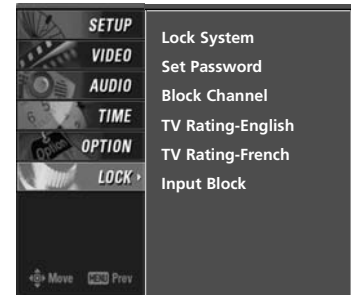 SETUP
VIDEO
AUDIO
TIME
OPTION
LOCK
Move MENU Prev
Lock System
Set Password
Block Channel
TV Rating-English
TV Rating-French
Input Block